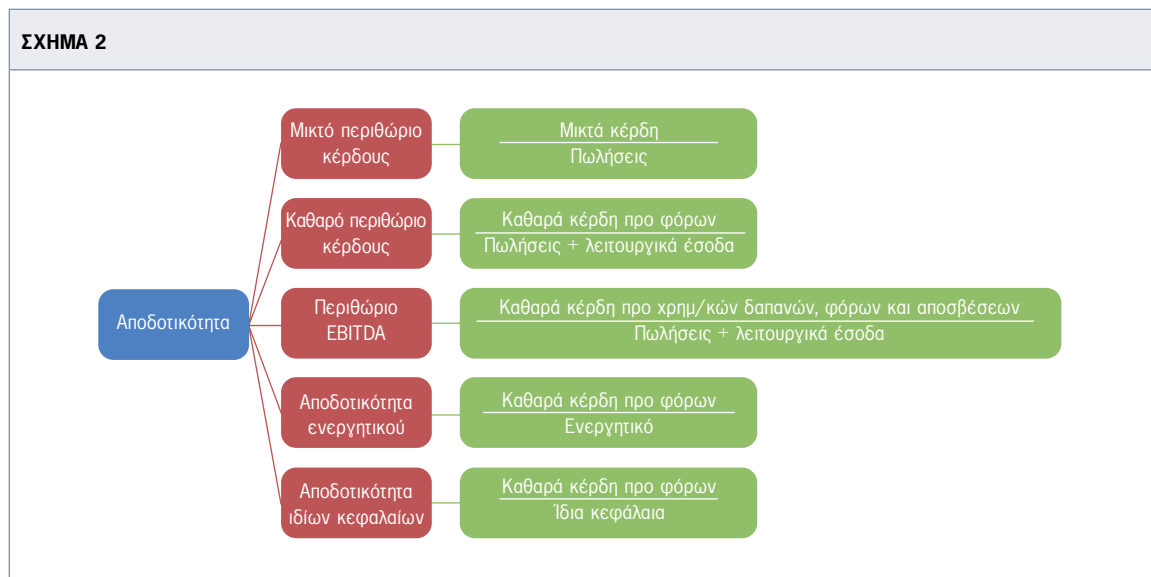 ΣΧΗΜΑ 2
Μικτό περιθώριο
κέρδους
Μικτά κέρδη
Πωλήσεις
Καθαρό περιθώριο
κέρδους
Καθαρά κέρδη προ φόρων
Πωλήσεις + λειτουργικά έσοδα
Αποδοτικότητα
Περιθώριο
EBITDA
Καθαρά κέρδη προ χρημ/κών δαπανών, φόρων και αποσβέσεων
Πωλήσεις + λειτουργικά έσοδα
Αποδοτικότητα
ενεργητικού
Καθαρά κέρδη προ φόρων
Ενεργητικό
Αποδοτικότητα
ιδίων κεφαλαίων
Καθαρά κέρδη προ φόρων
Ίδια κεφάλαια